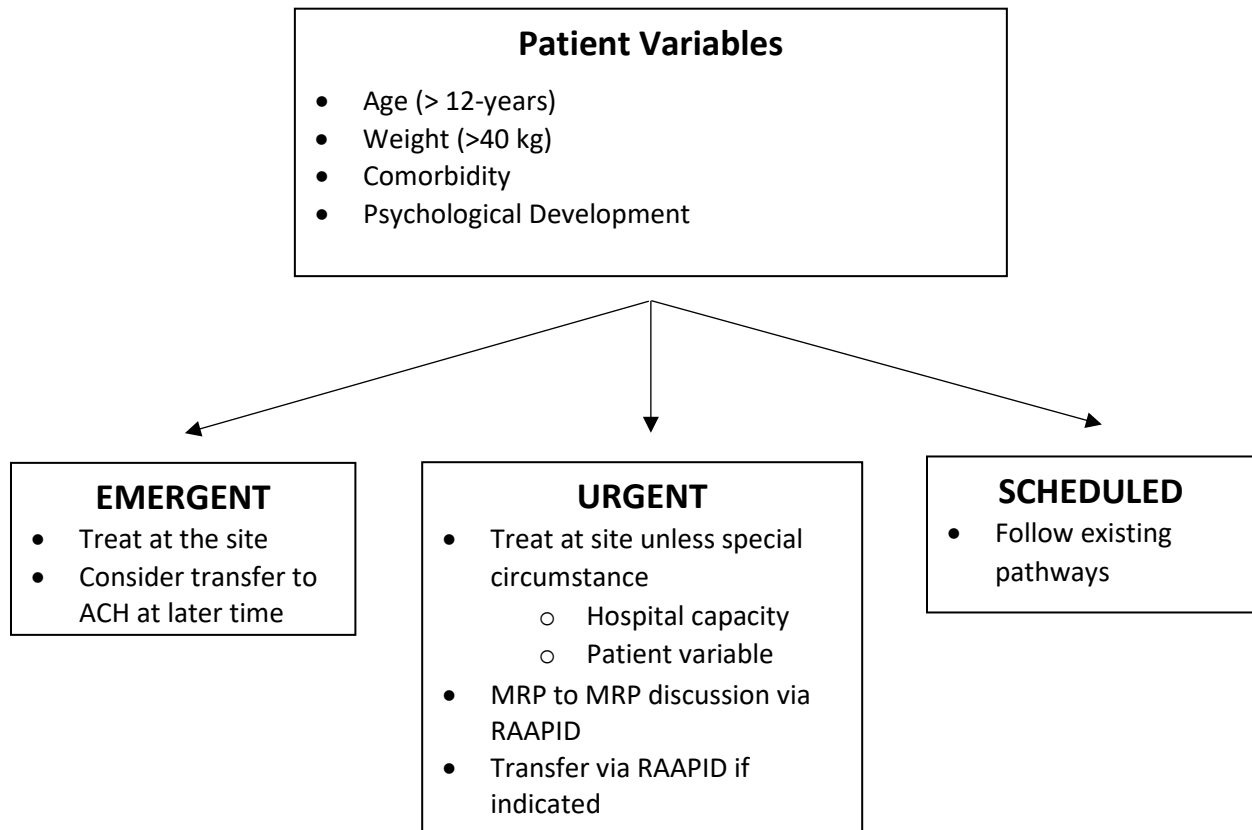 Patient Variables
• Age (> 12-years)
• Weight (>40 kg)
• Comorbidity
• Psychological Development
EMERGENT
• Treat at the site
• Consider transfer to
ACH at later time
URGENT
• Treat at site unless special
circumstance
o Hospital capacity
o Patient variable
• MRP to MRP discussion via
RAAPID
• Transfer via RAAPID if
indicated
SCHEDULED
• Follow existing
pathways